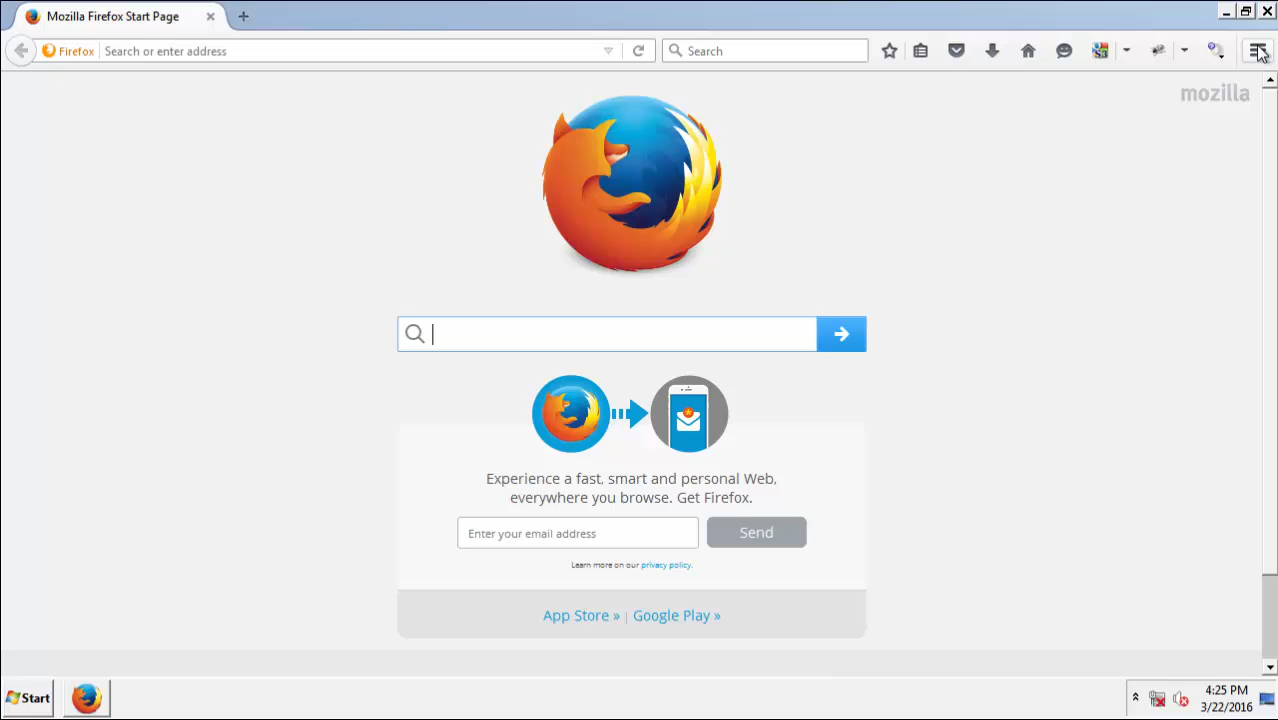 Mozilla Firefox Start Page
Firefox
Search or enter address
Search
mozilla
Experience a fast, smart and personal Web,
everywhere you browse. Get Firefox.
Enter your email address
Send
Learn more on our privacy policy.
App Store » | Google Play »
Start
4:25 PM
3/22/2016